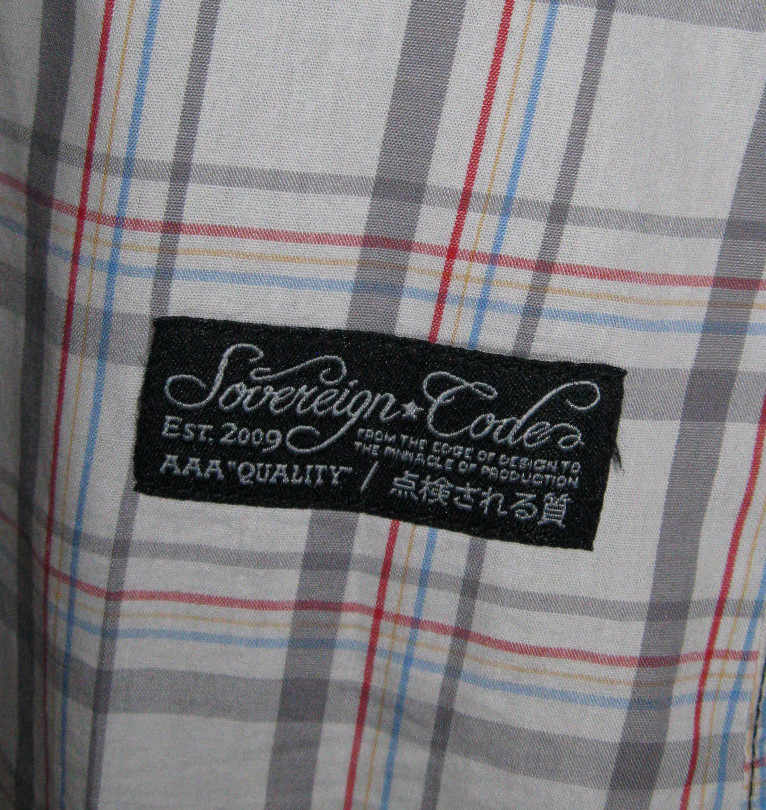 Sovereign ★ Code
EST. 2009
FROM THE EDGE OF DESIGN TO
THE PINNACLE OF PRODUCTION
AAA "QUALITY" / 点検される質